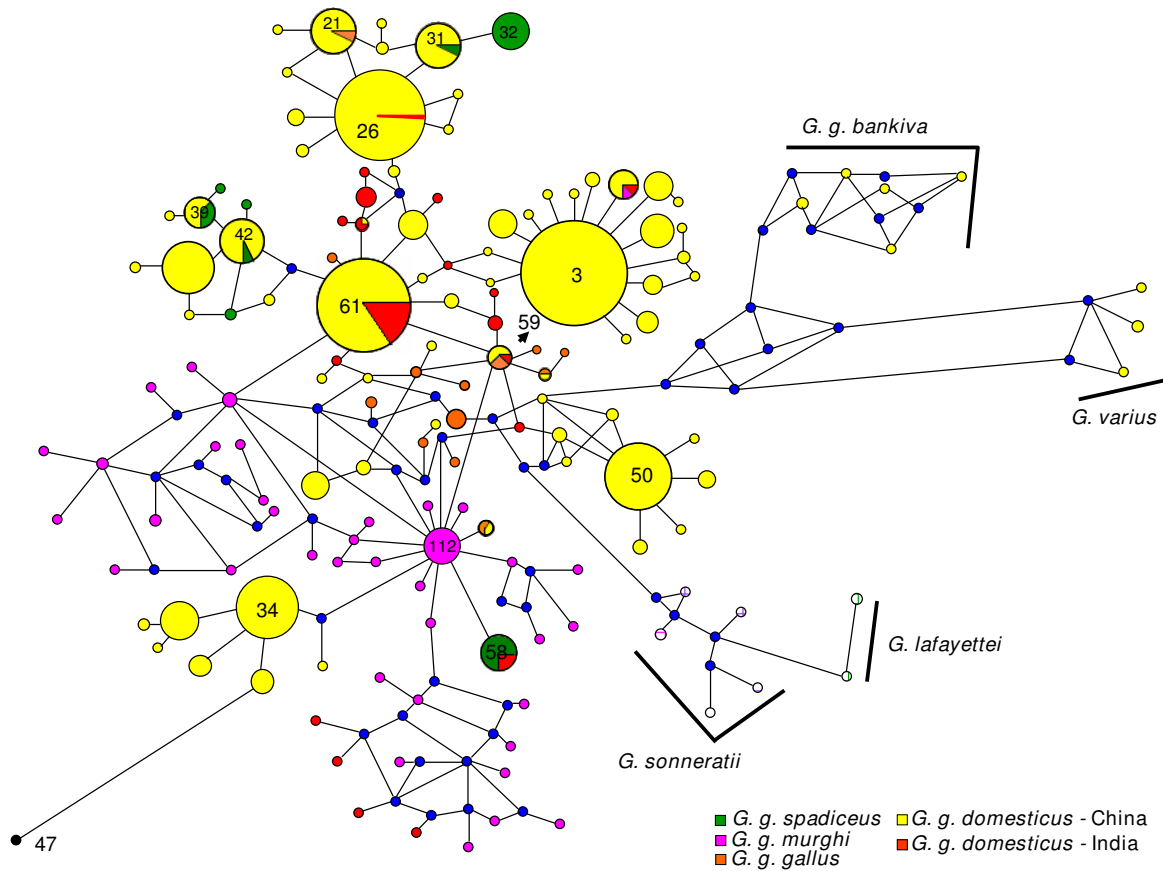 21
31
32
26
G. g. bankiva
39
42
3
61
59
G. varius
50
112
34
58
G. lafayettei
G. sonneratii
47
G. g. spadiceus
G. g. murghi
G. g. gallus
G. g. domesticus - China
G. g. domesticus - India